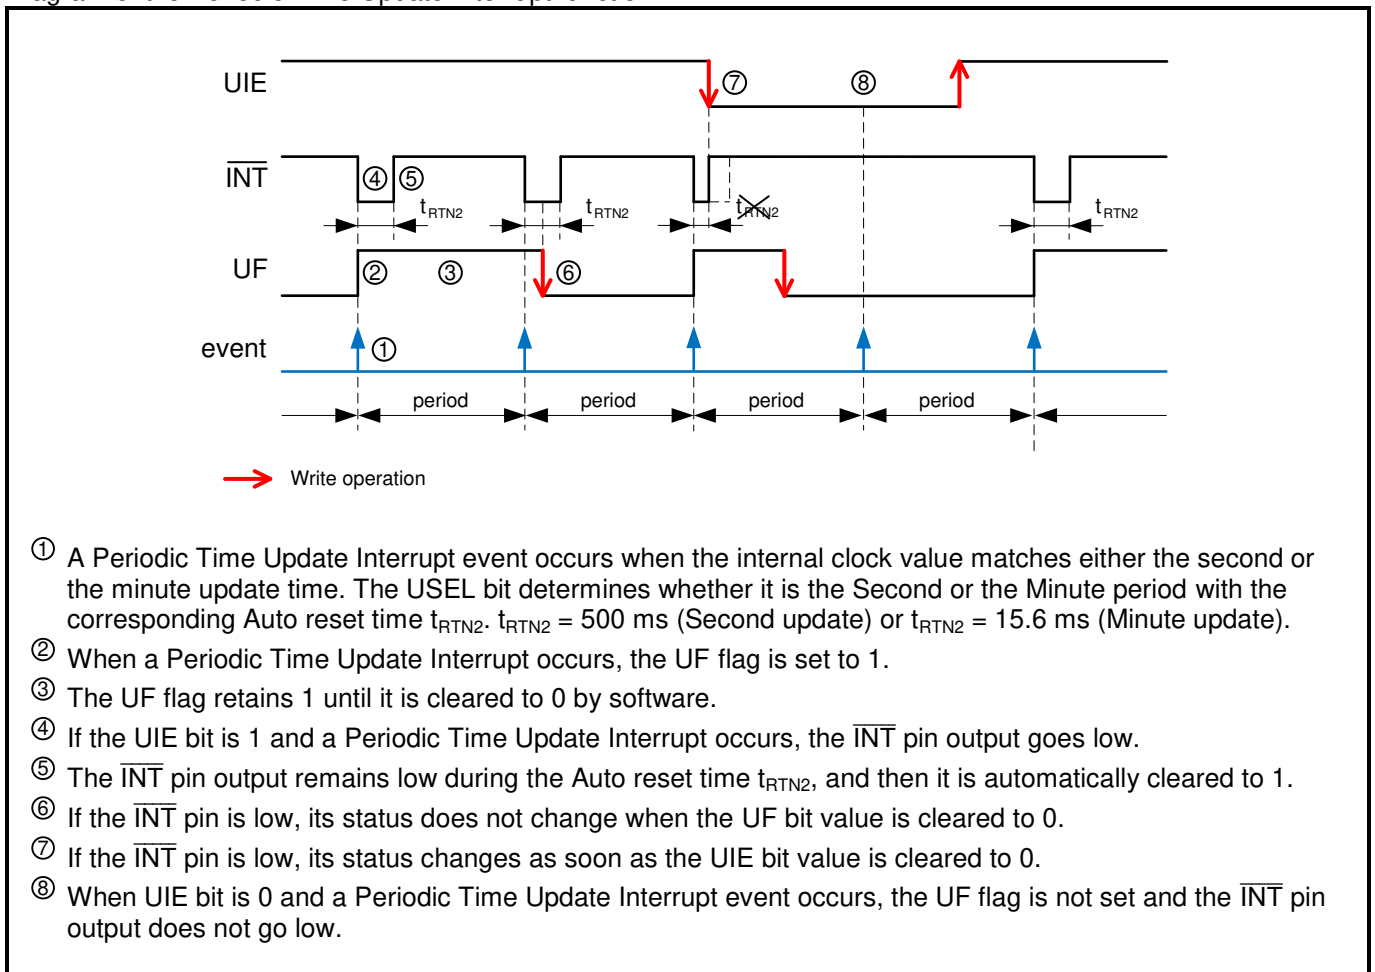 UIE
⑦
⑧
INT
④ ⑤
tRTN2
tRTN2
tRTN2
tRTN2
UF
② ③ ⑥
event
①
period period period period
Write operation
① A Periodic Time Update Interrupt event occurs when the internal clock value matches either the second or
the minute update time. The USEL bit determines whether it is the Second or the Minute period with the
corresponding Auto reset time tRTN2. tRTN2 = 500 ms (Second update) or tRTN2 = 15.6 ms (Minute update).
② When a Periodic Time Update Interrupt occurs, the UF flag is set to 1.
③ The UF flag retains 1 until it is cleared to 0 by software.
④ If the UIE bit is 1 and a Periodic Time Update Interrupt occurs, the INT pin output goes low.
⑤ The INT pin output remains low during the Auto reset time tRTN2, and then it is automatically cleared to 1.
⑥ If the INT pin is low, its status does not change when the UF bit value is cleared to 0.
⑦ If the INT pin is low, its status changes as soon as the UIE bit value is cleared to 0.
⑧ When UIE bit is 0 and a Periodic Time Update Interrupt event occurs, the UF flag is not set and the INT pin
output does not go low.